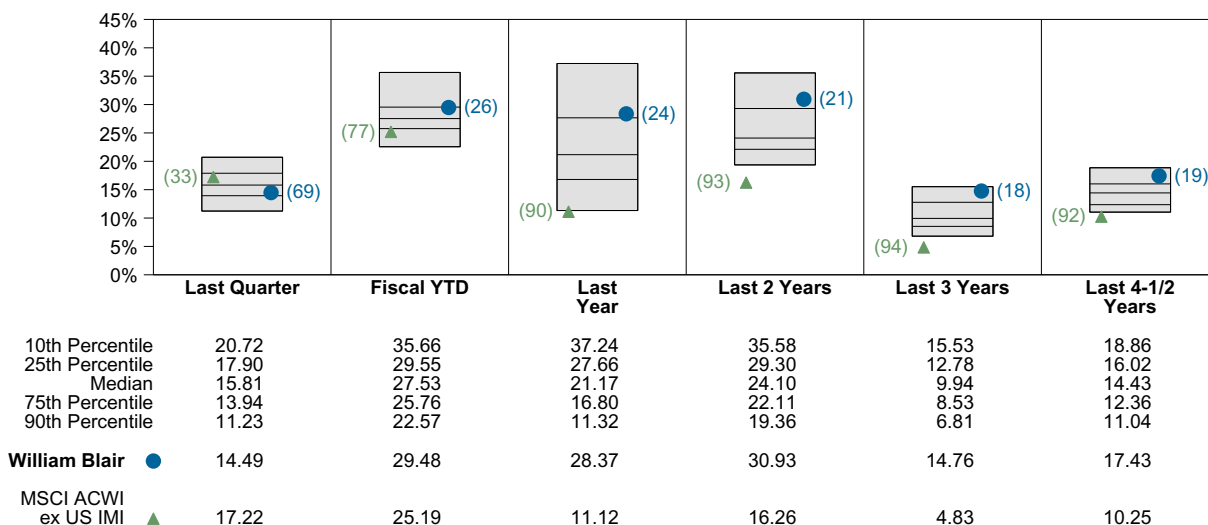 45%
40%
35%
30%
25%
20%
15%
10%
5%
0%
(33)
(69)
(77)
(26)
(90)
(24)
(93)
(21)
(94)
(18)
(92)
(19)
Last Quarter Fiscal YTD Last Year Last 2 Years Last 3 Years Last 4-1/2 Years
10th Percentile 20.72 35.66 37.24 35.58 15.53 18.86
25th Percentile 17.90 29.55 27.66 29.30 12.78 16.02
Median 15.81 27.53 21.17 24.10 9.94 14.43
75th Percentile 13.94 25.76 16.80 22.11 8.53 12.36
90th Percentile 11.23 22.57 11.32 19.36 6.81 11.04
William Blair 14.49 29.48 28.37 30.93 14.76 17.43
MSCI ACWI
ex US IMI 17.22 25.19 11.12 16.26 4.83 10.25